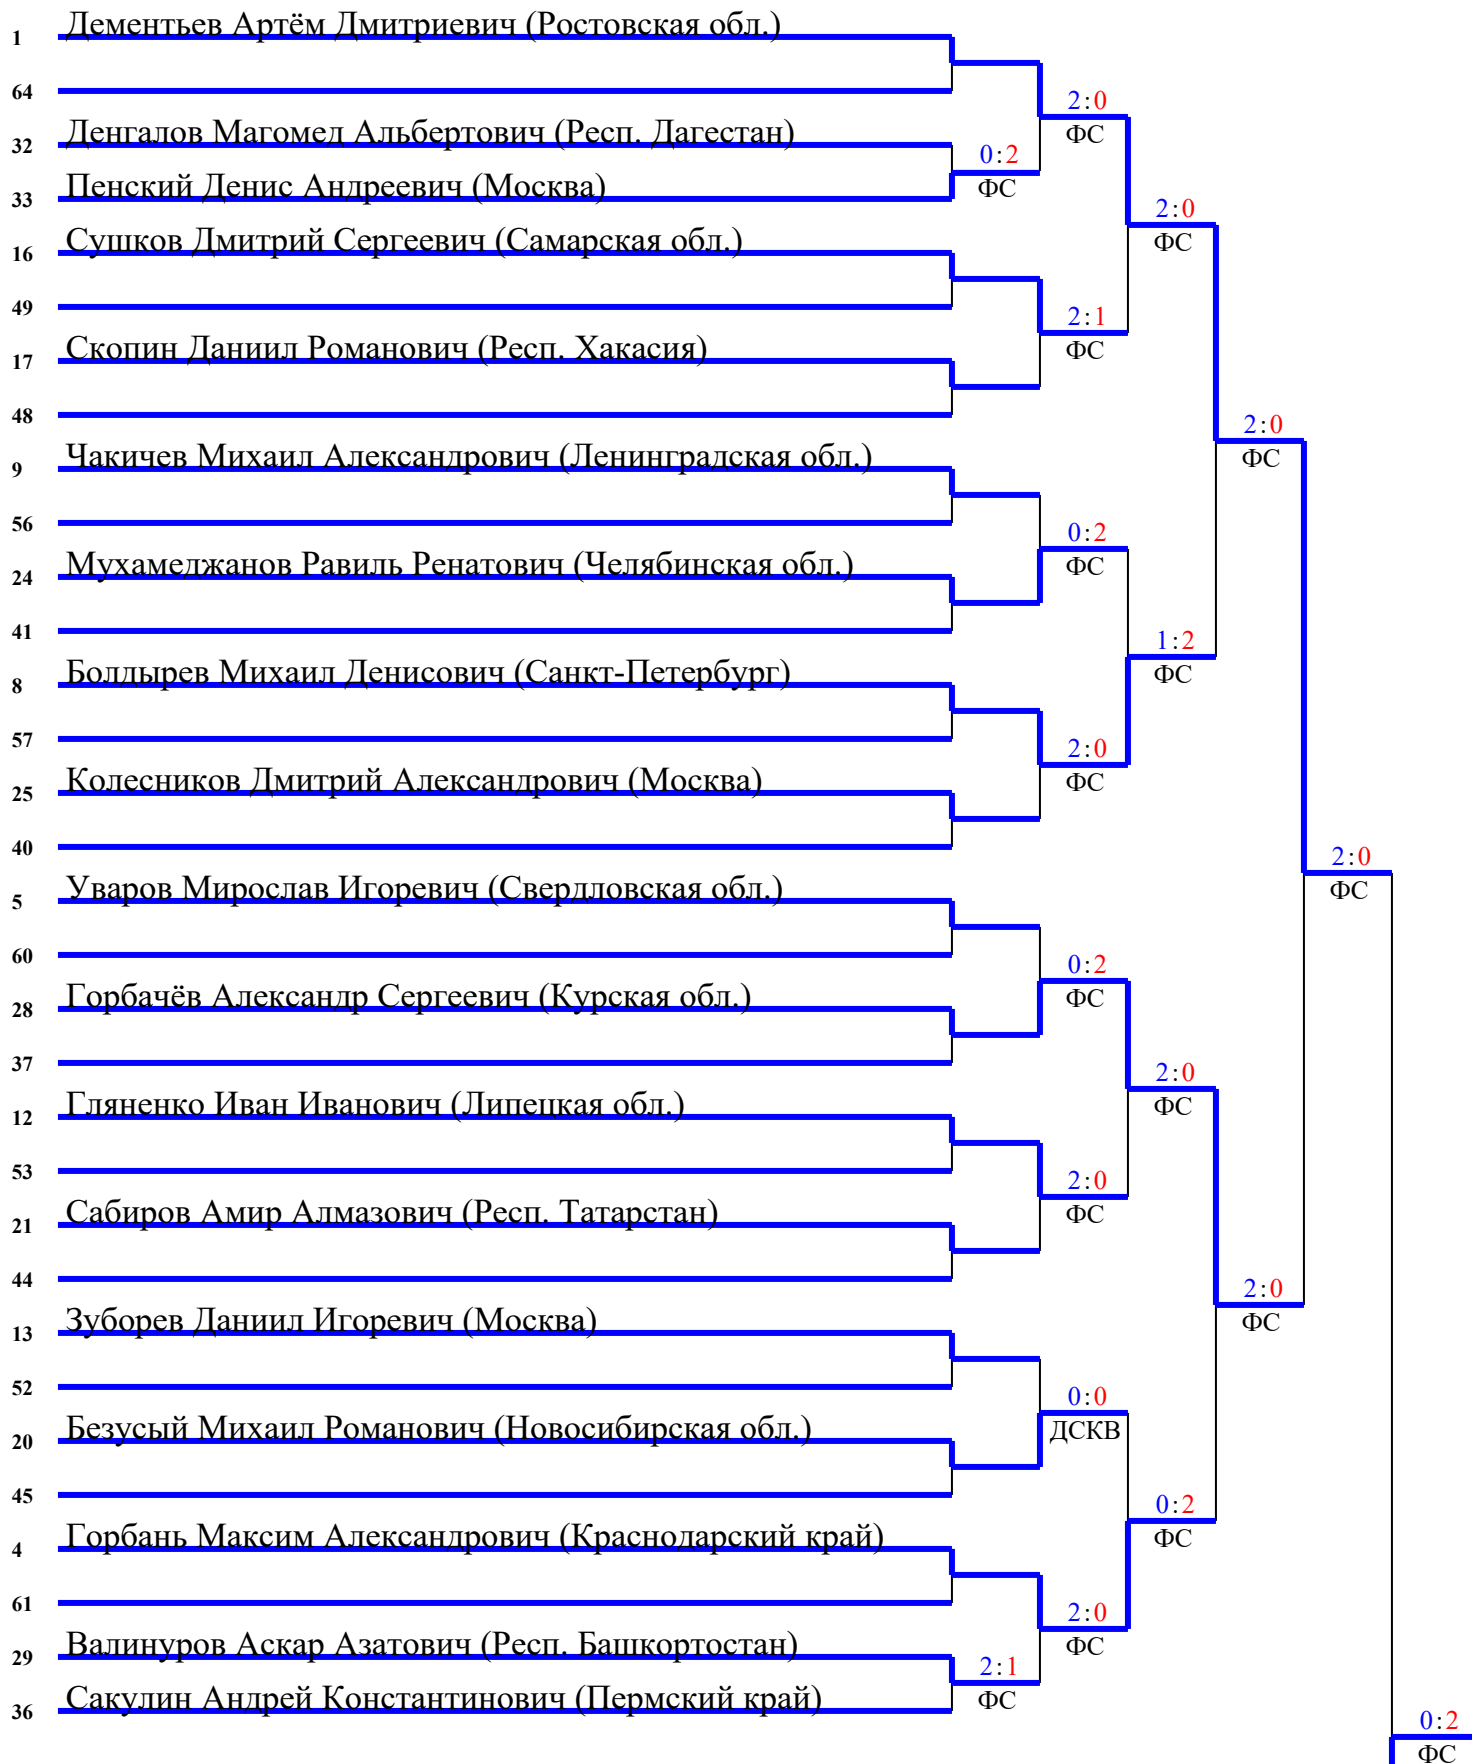 1 Дементьев Артём Дмитриевич (Ростовская обл.)
64
2:0
ФС
32 Денгалов Магомед Альбертович (Респ. Дагестан)
0:2
ФС
33 Пенский Денис Андреевич (Москва)
2:0
ФС
16 Сушков Дмитрий Сергеевич (Самарская обл.)
49
2:1
ФС
17 Скопин Даниил Романович (Респ. Хакасия)
48
2:0
ФС
9 Чакичев Михаил Александрович (Ленинградская обл.)
56
0:2
ФС
24 Мухамеджанов Равиль Ренатович (Челябинская обл.)
41
1:2
ФС
8 Болдырев Михаил Денисович (Санкт-Петербург)
57
2:0
ФС
25 Колесников Дмитрий Александрович (Москва)
40
2:0
ФС
5 Уваров Мирослав Игоревич (Свердловская обл.)
60
0:2
ФС
28 Горбачёв Александр Сергеевич (Курская обл.)
37
2:0
ФС
12 Гляненко Иван Иванович (Липецкая обл.)
53
2:0
ФС
21 Сабиров Амир Алмазович (Респ. Татарстан)
44
2:0
ФС
13 Зуборев Даниил Игоревич (Москва)
52
0:0
ДСКВ
20 Безусый Михаил Романович (Новосибирская обл.)
45
0:2
ФС
4 Горбань Максим Александрович (Краснодарский край)
61
2:0
ФС
29 Валинуров Аскар Азатович (Респ. Башкортостан)
2:1
ФС
36 Сакулин Андрей Константинович (Пермский край)
0:2
ФС